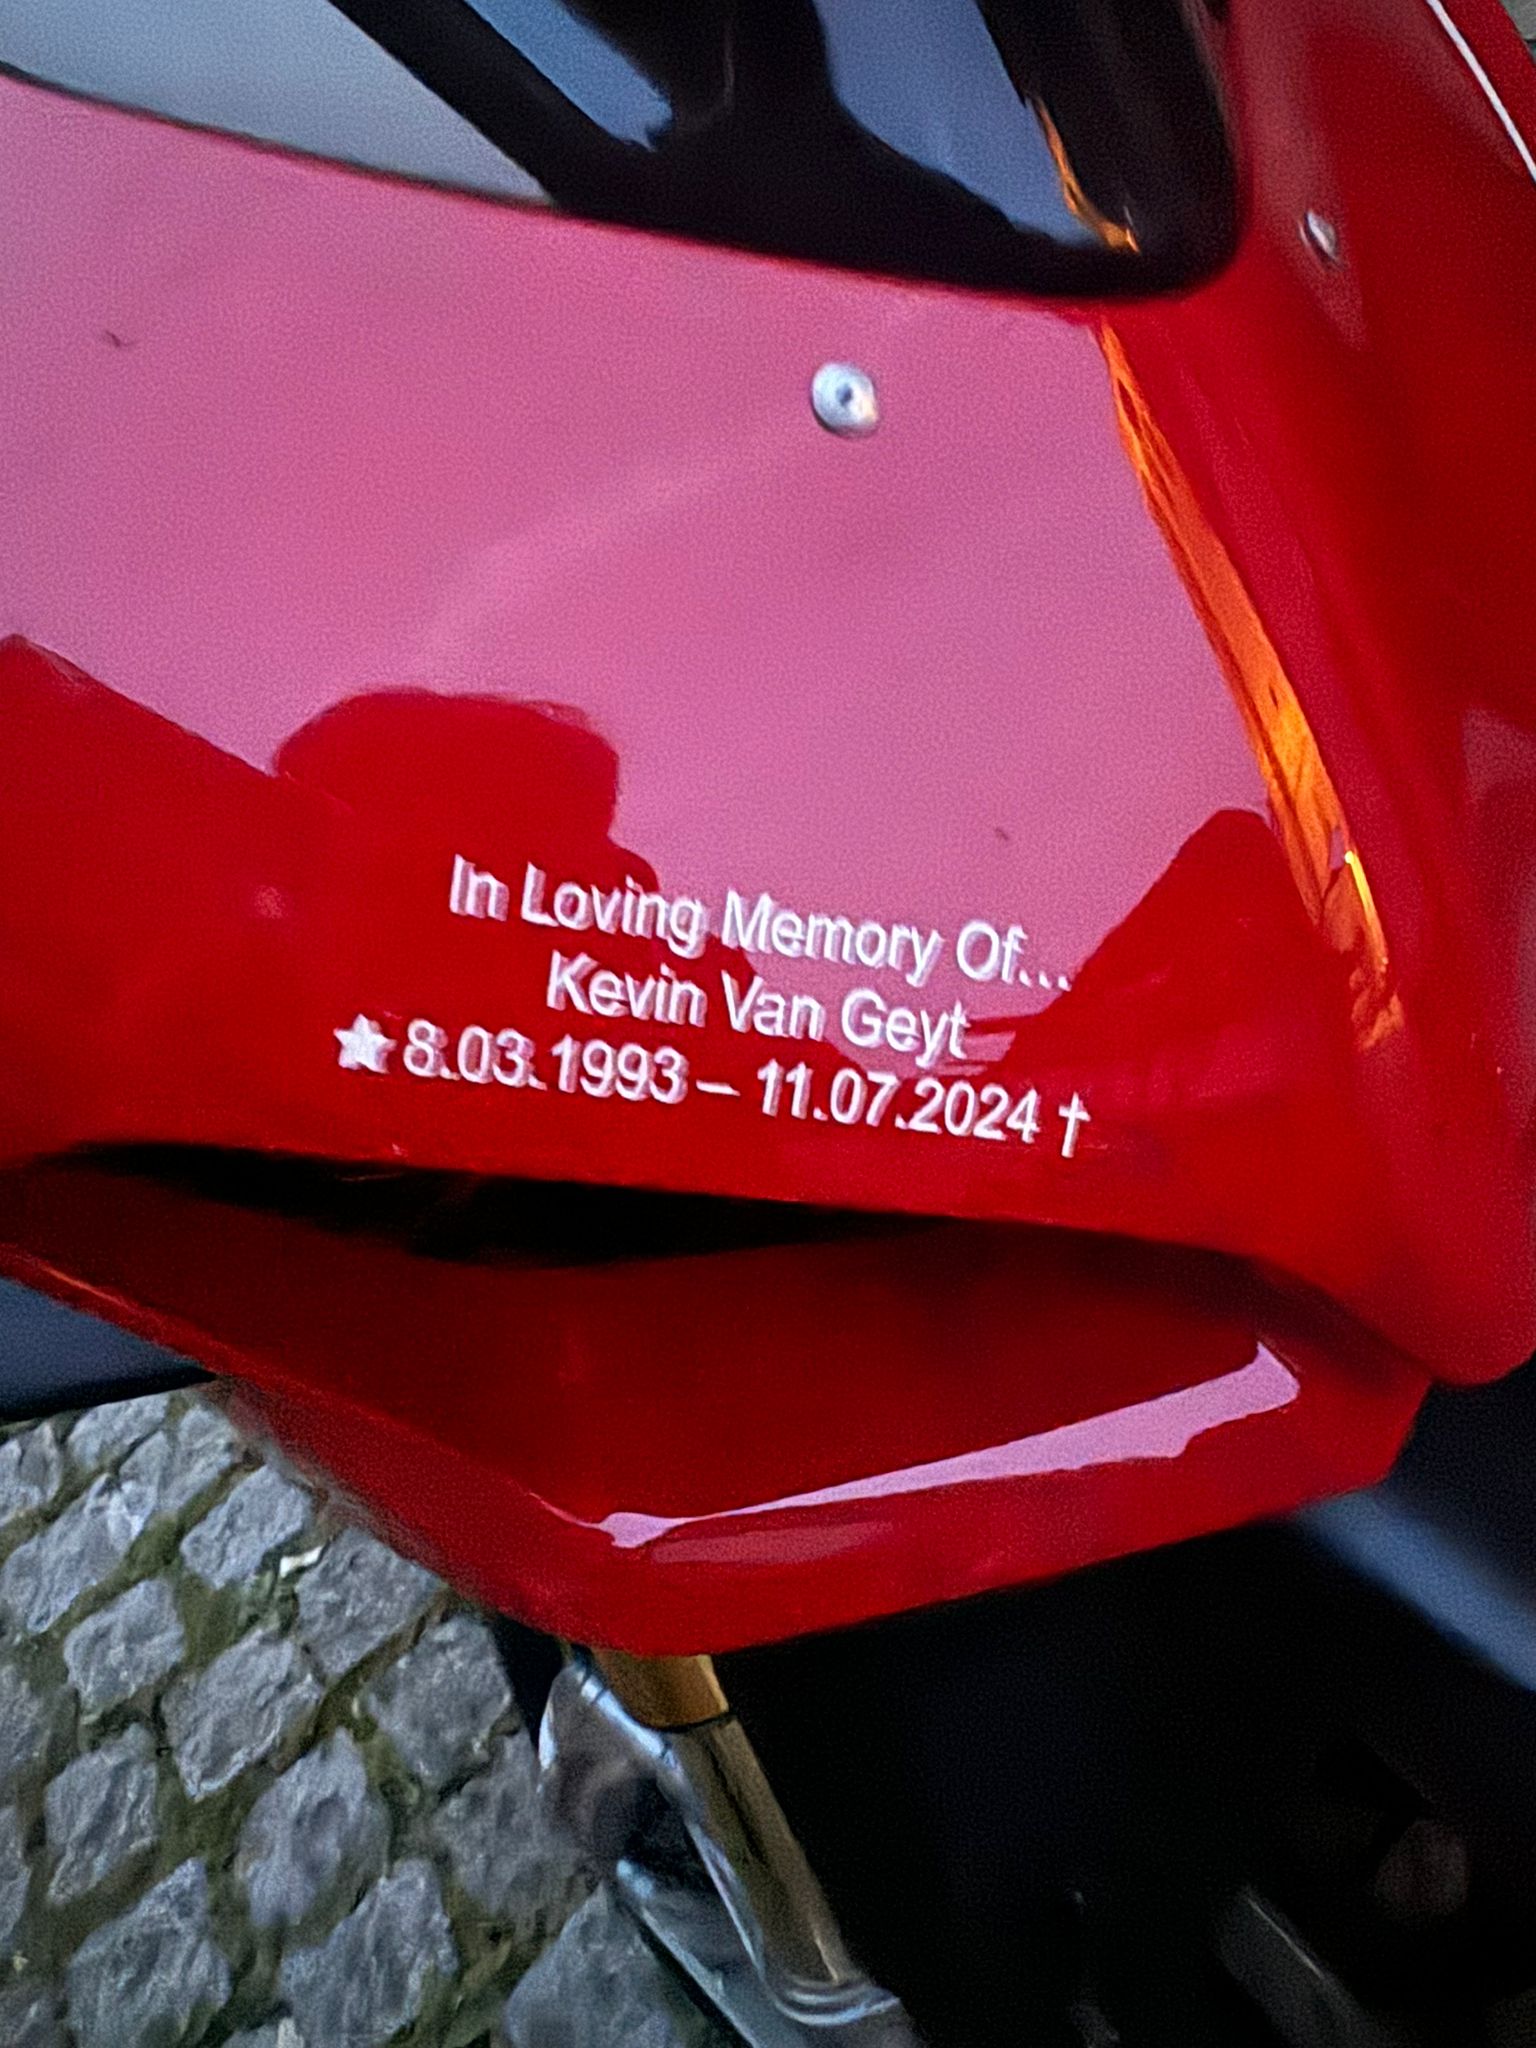 In Loving Memory Of...
Kevin Van Geyt
★8.03.1993 – 11.07.2024 †